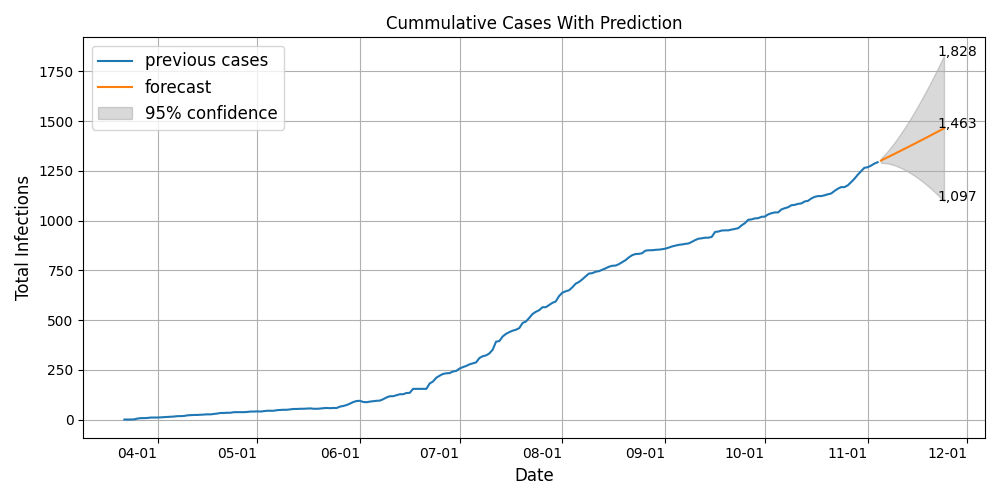 Cummulative Cases With Prediction
previous cases
forecast
95% confidence
1,828
1,463
1,097
Total Infections
1750
1500
1250
1000
750
500
250
0
04-01 05-01 06-01 07-01 08-01 09-01 10-01 11-01 12-01
Date